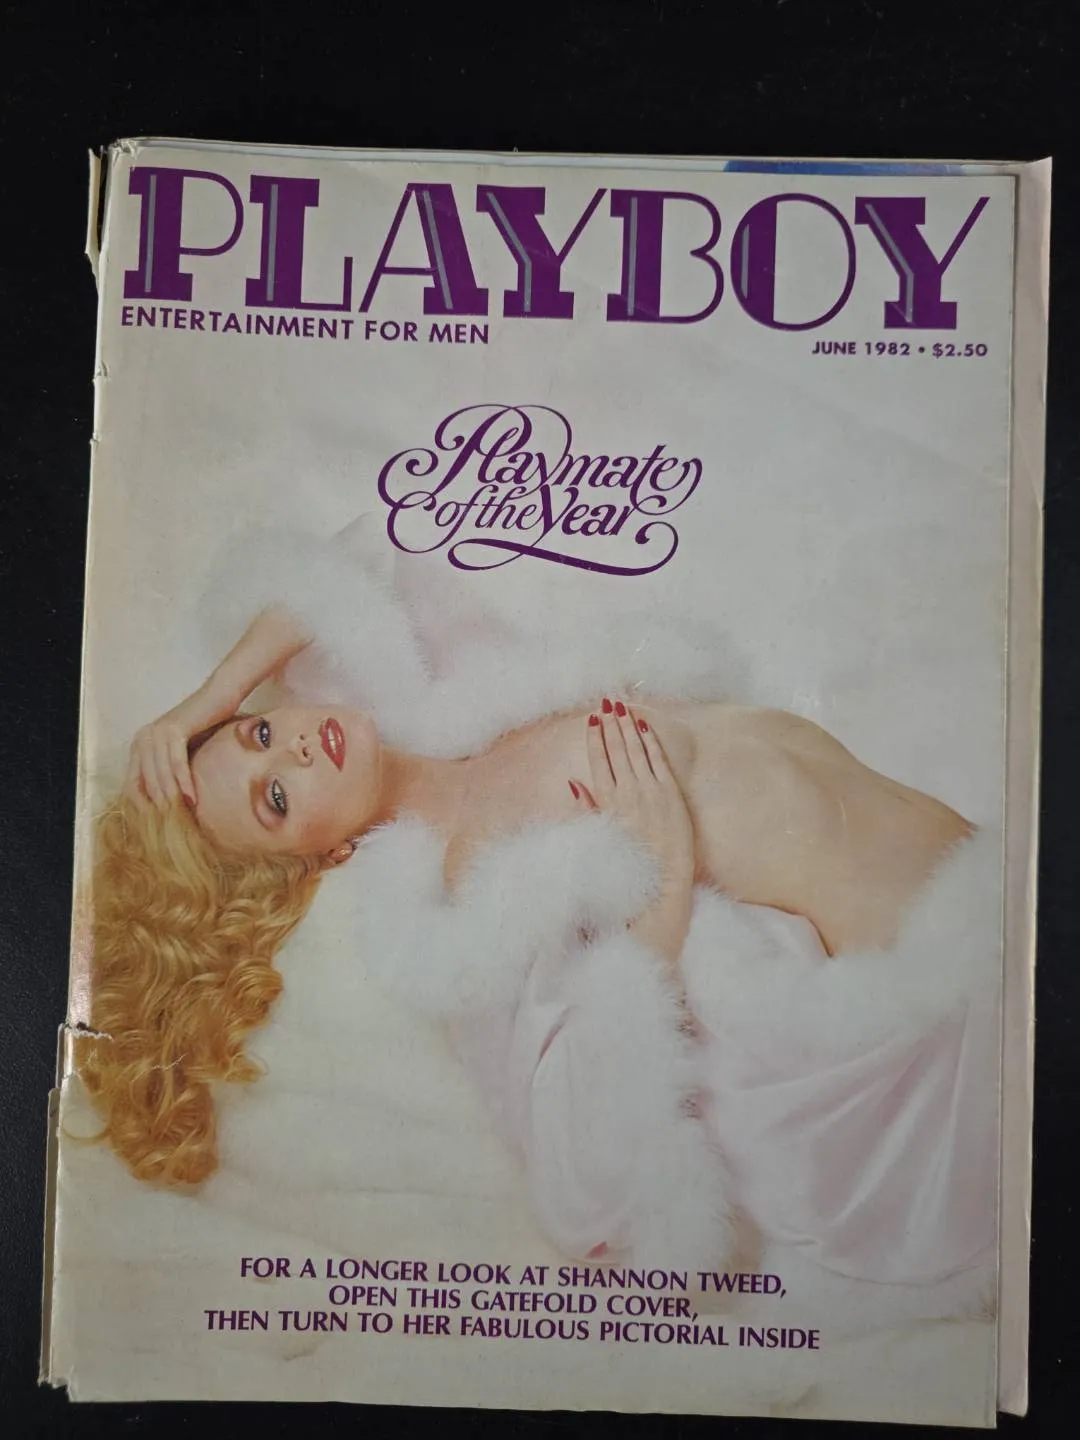 PLAYBOY
ENTERTAINMENT FOR MEN
JUNE 1982 • $2.50
Playmate
of the Year
FOR A LONGER LOOK AT SHANNON TWEED,
OPEN THIS GATEFOLD COVER,
THEN TURN TO HER FABULOUS PICTORIAL INSIDE